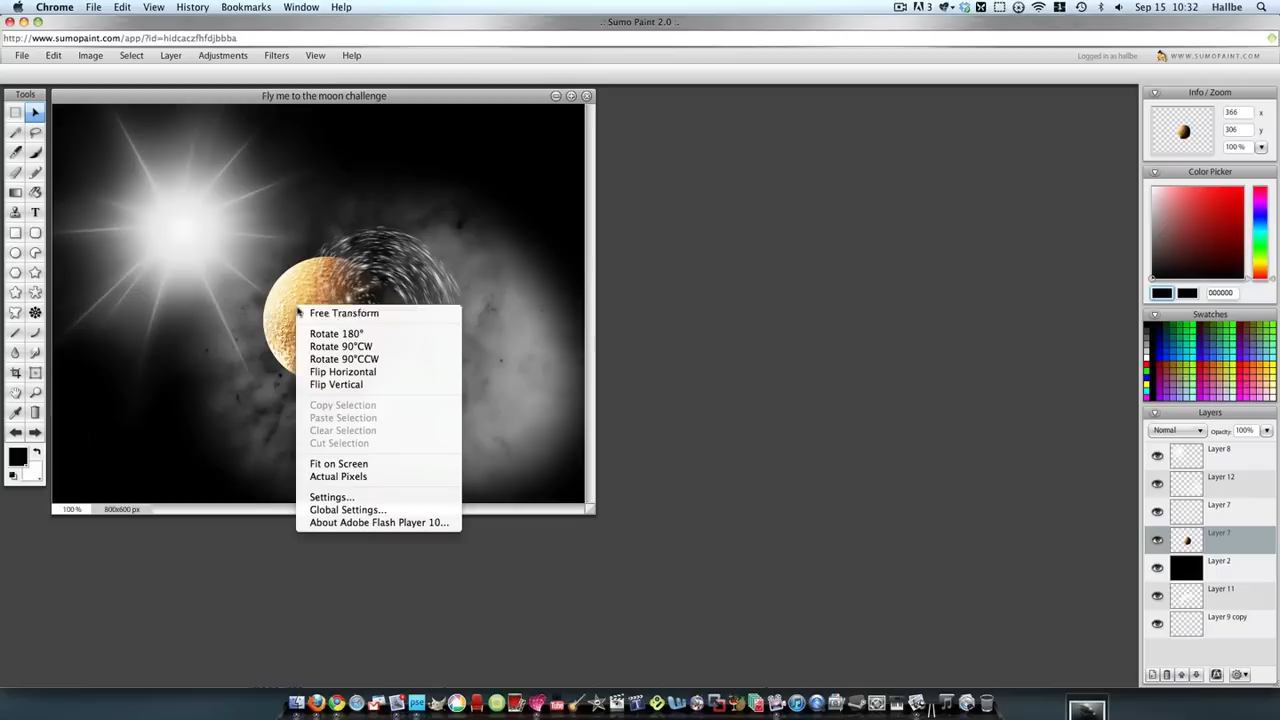 Chrome File Edit View History Bookmarks Window Help 3 Sep 15 10:32 Hallbe
.: Sumo Paint 2.0 :.
http://www.sumopaint.com/app/?id=hidcaczfhfdjbbba
File Edit Image Select Layer Adjustments Filters View Help Logged in as hallbe WWW.SUMOPAINT.COM
Tools
Fly me to the moon challenge
Info / Zoom
366 x
306 y
100 %
Color Picker
000000
Swatches
Free Transform
Rotate 180°
Rotate 90°CW
Rotate 90°CCW
Flip Horizontal
Flip Vertical
Copy Selection
Paste Selection
Clear Selection
Cut Selection
Fit on Screen
Actual Pixels
Settings...
Global Settings...
About Adobe Flash Player 10...
100 % 800x600 px
Layers
Normal Opacity: 100%
Layer 8
Layer 12
Layer 7
Layer 7
Layer 2
Layer 11
Layer 9 copy
T
pse